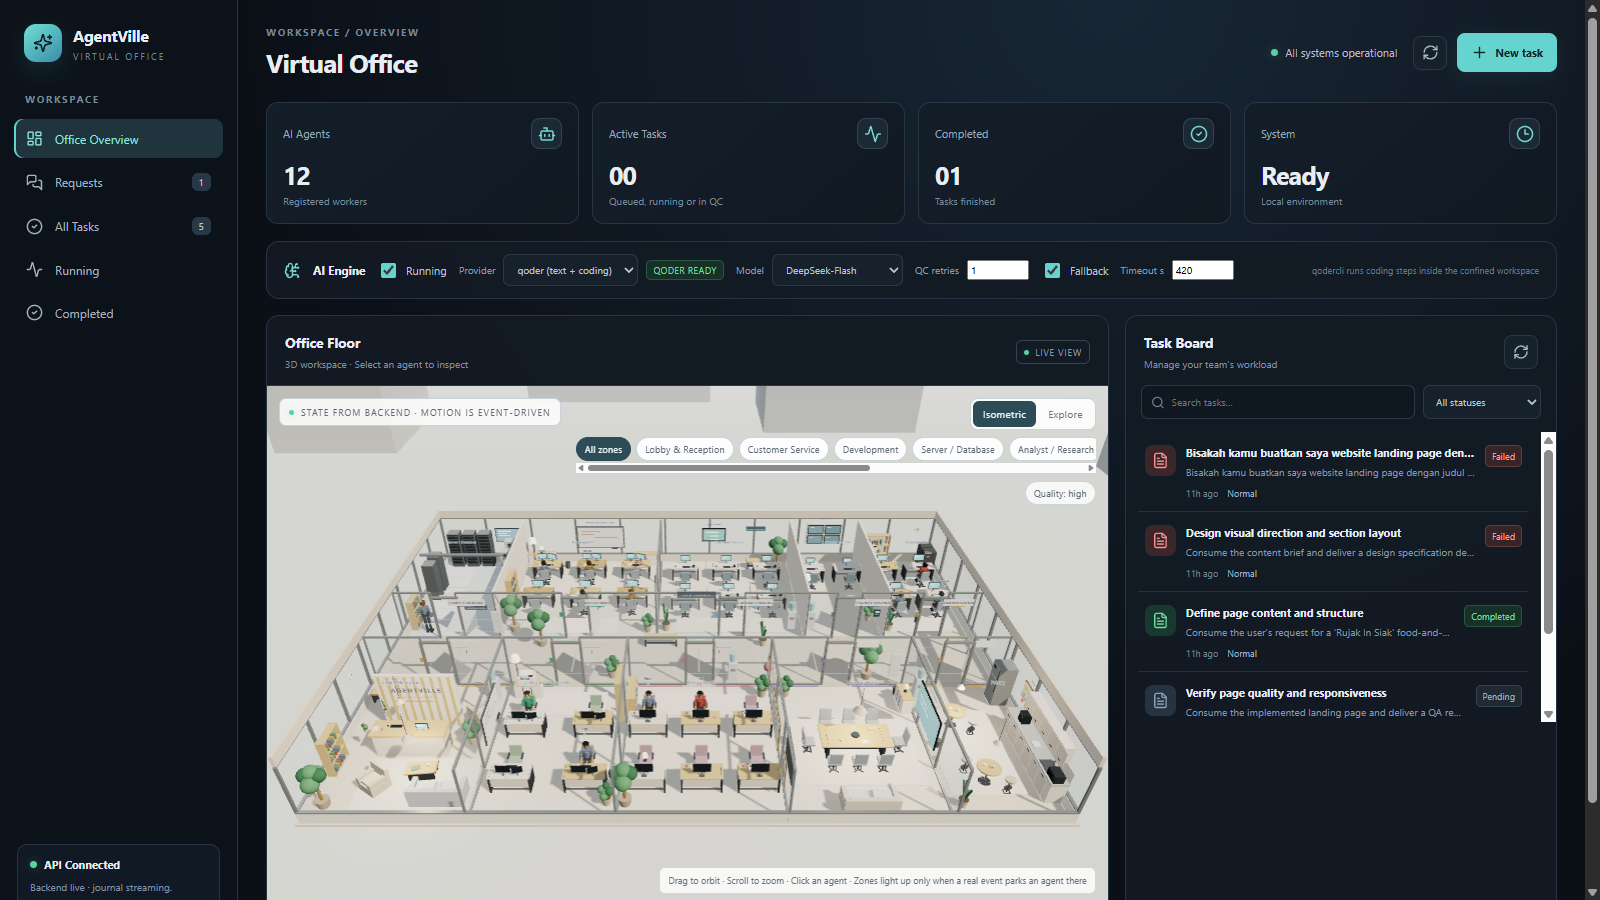 AgentVille
VIRTUAL OFFICE
WORKSPACE
Office Overview
Requests 1
All Tasks 5
Running
Completed
API Connected
Backend live · journal streaming.
WORKSPACE / OVERVIEW
Virtual Office
All systems operational
New task
AI Agents
12
Registered workers
Active Tasks
00
Queued, running or in QC
Completed
01
Tasks finished
System
Ready
Local environment
AI Engine Running Provider qoder (text + coding) QODER READY Model DeepSeek-Flash QC retries 1 Fallback Timeout s 420 qodercli runs coding steps inside the confined workspace
Office Floor
3D workspace · Select an agent to inspect
LIVE VIEW
STATE FROM BACKEND · MOTION IS EVENT-DRIVEN
Isometric Explore
All zones Lobby & Reception Customer Service Development Server / Database Analyst / Research
Quality: high
AGENTVILLE
Drag to orbit · Scroll to zoom · Click an agent · Zones light up only when a real event parks an agent there
Task Board
Manage your team's workload
Search tasks... All statuses
Bisakah kamu buatkan saya website landing page den... Failed
Bisakah kamu buatkan saya website landing page dengan judul ...
11h ago Normal
Design visual direction and section layout Failed
Consume the content brief and deliver a design specification de...
11h ago Normal
Define page content and structure Completed
Consume the user's request for a 'Rujak In Siak' food-and-...
11h ago Normal
Verify page quality and responsiveness Pending
Consume the implemented landing page and deliver a QA re...